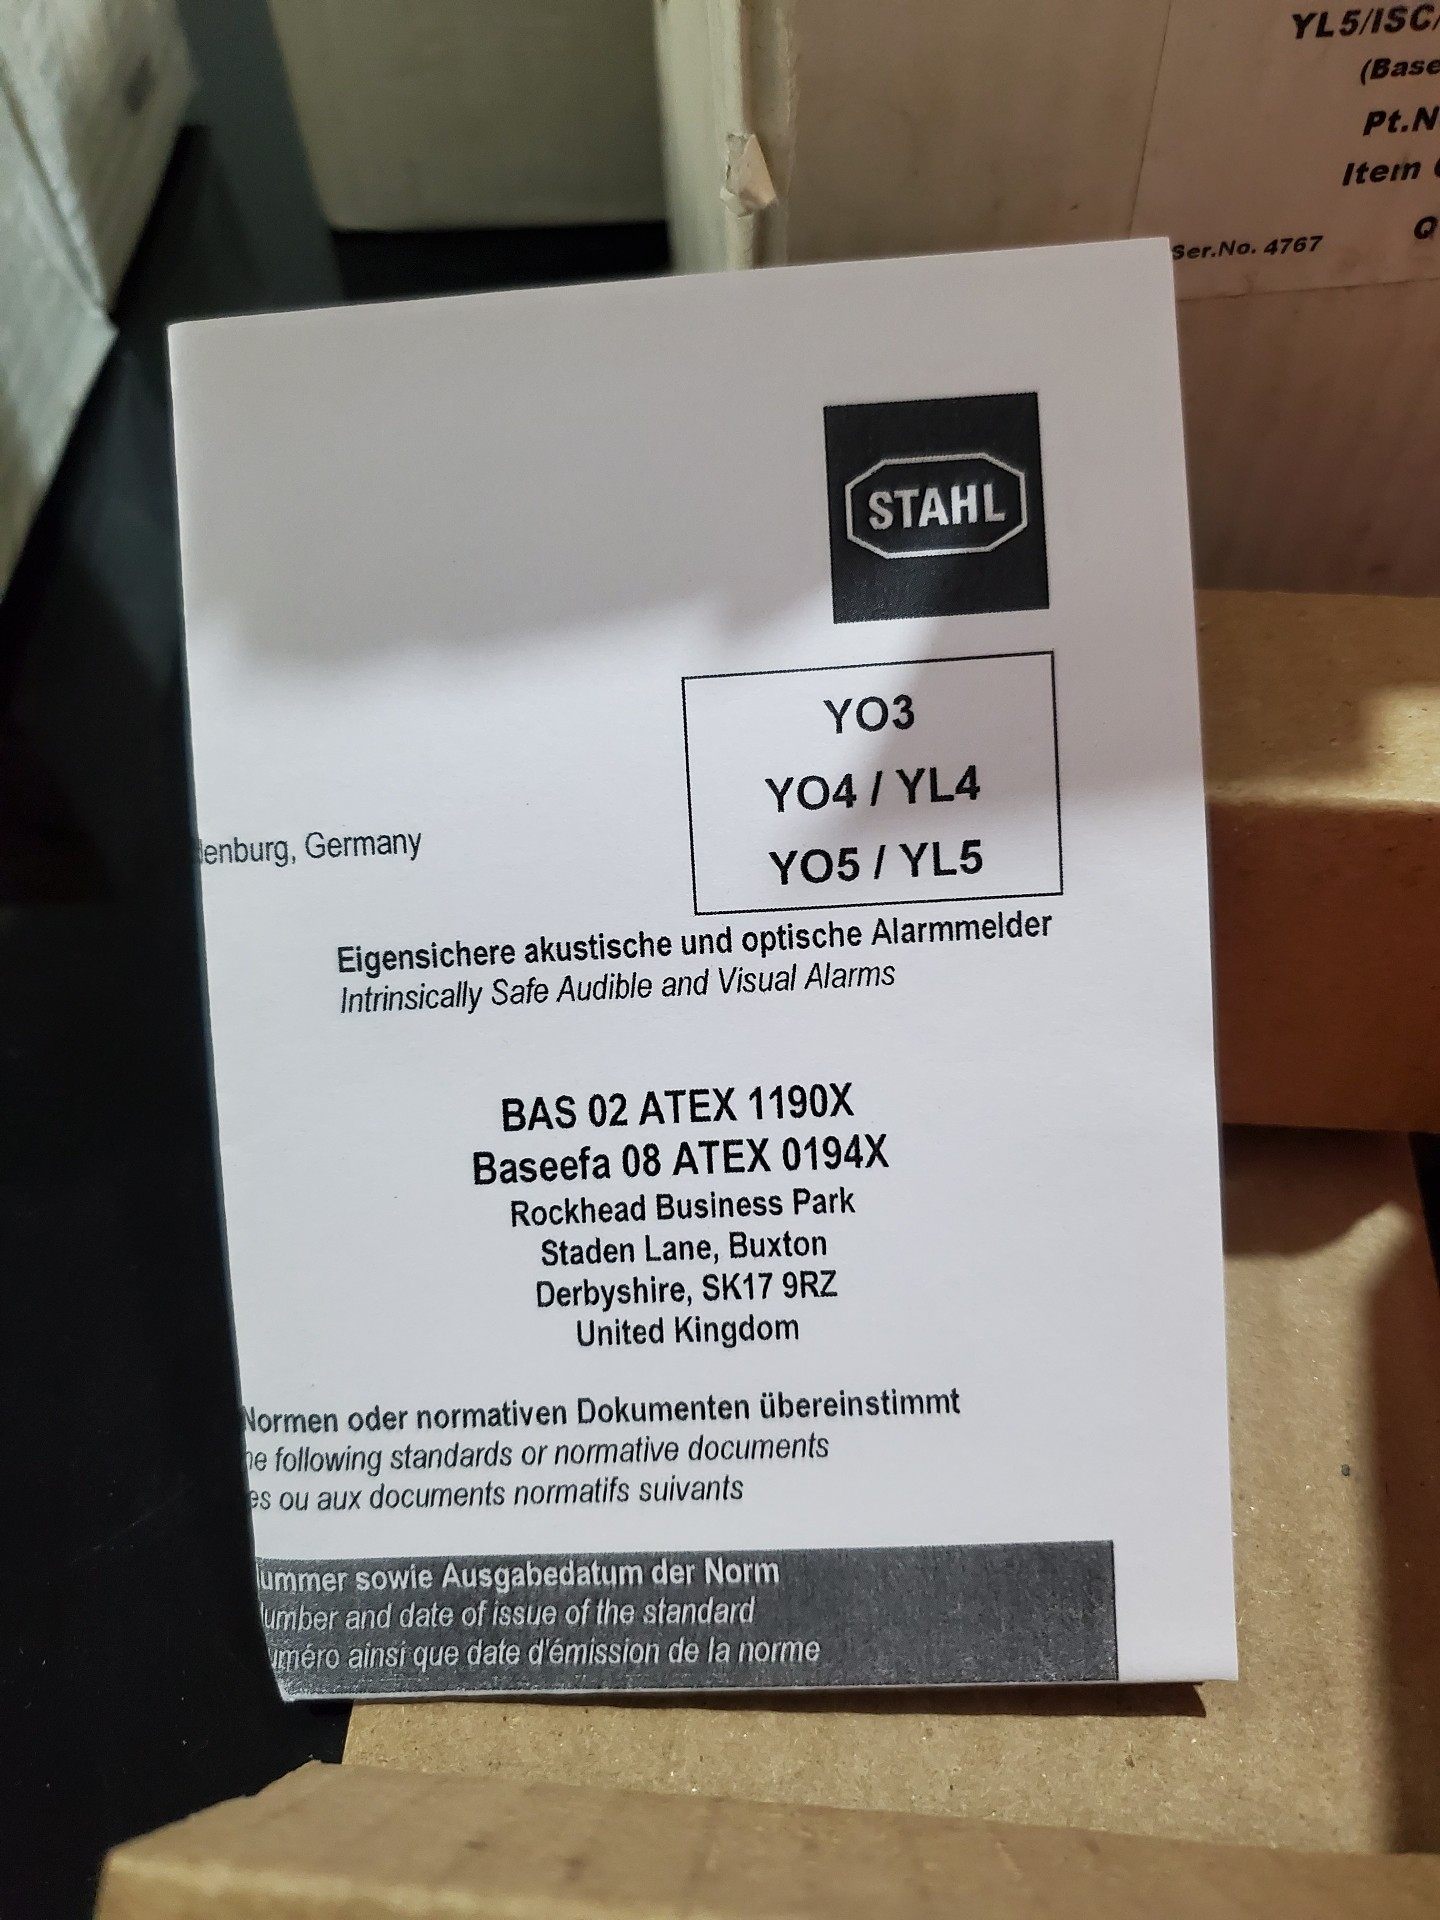 YL5/ISC/
(Base
Pt.N
Item
Q
Ser.No. 4767
STAHL
YO3
YO4 / YL4
YO5 / YL5
lenburg, Germany
Eigensichere akustische und optische Alarmmelder
Intrinsically Safe Audible and Visual Alarms
BAS 02 ATEX 1190X
Baseefa 08 ATEX 0194X
Rockhead Business Park
Staden Lane, Buxton
Derbyshire, SK17 9RZ
United Kingdom
Normen oder normativen Dokumenten übereinstimmt
he following standards or normative documents
es ou aux documents normatifs suivants
ummer sowie Ausgabedatum der Norm
umber and date of issue of the standard
uméro ainsi que date d'émission de la norme